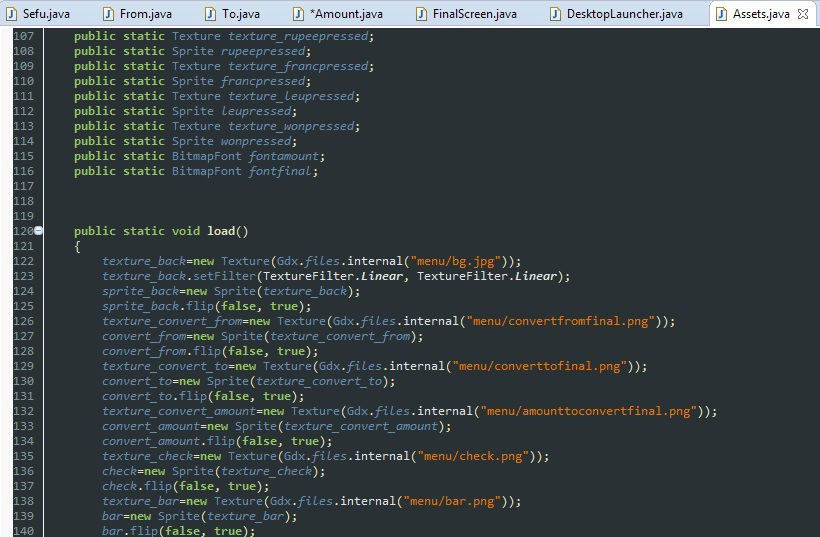 Sefu.java From.java To.java *Amount.java FinalScreen.java DesktopLauncher.java Assets.java
107 public static Texture texture_rupeepressed;
108 public static Sprite rupeepressed;
109 public static Texture texture_francpressed;
110 public static Sprite francpressed;
111 public static Texture texture_leupressed;
112 public static Sprite leupressed;
113 public static Texture texture_wonpressed;
114 public static Sprite wonpressed;
115 public static BitmapFont fontamount;
116 public static BitmapFont fontfinal;
117
118
119
120 public static void load()
121 {
122 texture_back=new Texture(Gdx.files.internal("menu/bg.jpg"));
123 texture_back.setFilter(TextureFilter.Linear, TextureFilter.Linear);
124 sprite_back=new Sprite(texture_back);
125 sprite_back.flip(false, true);
126 texture_convert_from=new Texture(Gdx.files.internal("menu/convertfromfinal.png"));
127 convert_from=new Sprite(texture_convert_from);
128 convert_from.flip(false, true);
129 texture_convert_to=new Texture(Gdx.files.internal("menu/converttofinal.png"));
130 convert_to=new Sprite(texture_convert_to);
131 convert_to.flip(false, true);
132 texture_convert_amount=new Texture(Gdx.files.internal("menu/amounttoconvertfinal.png"));
133 convert_amount=new Sprite(texture_convert_amount);
134 convert_amount.flip(false, true);
135 texture_check=new Texture(Gdx.files.internal("menu/check.png"));
136 check=new Sprite(texture_check);
137 check.flip(false, true);
138 texture_bar=new Texture(Gdx.files.internal("menu/bar.png"));
139 bar=new Sprite(texture_bar);
140 bar.flip(false, true);